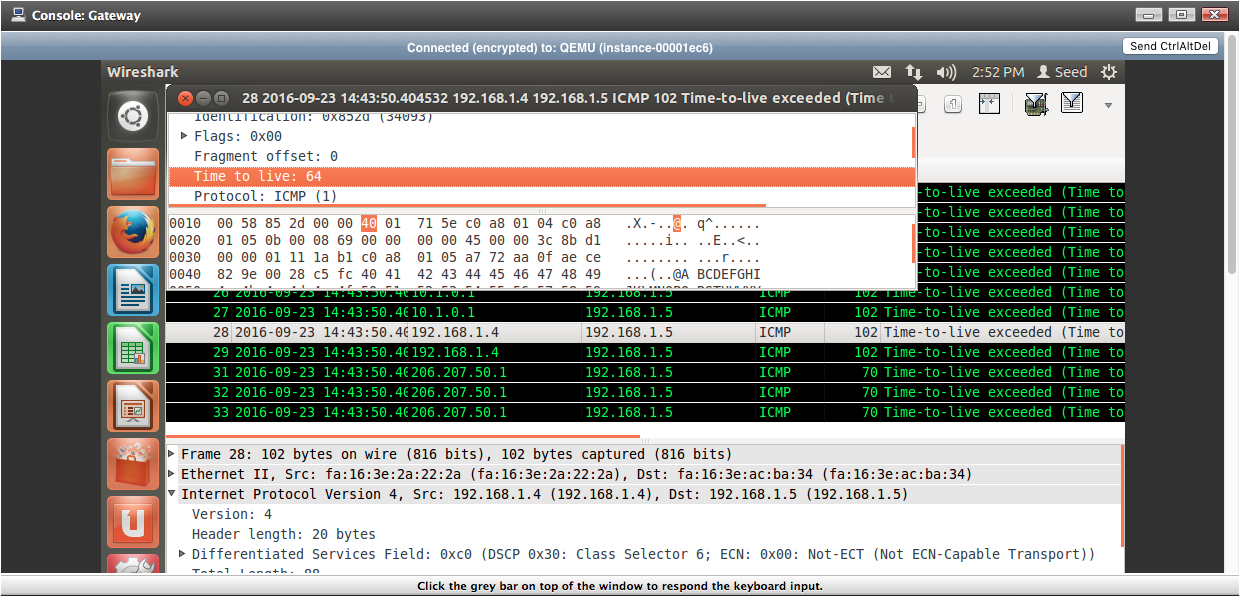 Console: Gateway
Connected (encrypted) to: QEMU (instance-00001ec6)
Send CtrlAltDel
Wireshark
2:52 PM Seed
28 2016-09-23 14:43:50.404532 192.168.1.4 192.168.1.5 ICMP 102 Time-to-live exceeded (Time
Identification: 0x852d (34093)
Flags: 0x00
Fragment offset: 0
Time to live: 64
Protocol: ICMP (1)
-to-live exceeded (Time to
-to-live exceeded (Time to
-to-live exceeded (Time to
-to-live exceeded (Time to
-to-live exceeded (Time to
0010 00 58 85 2d 00 00 40 01 71 5e c0 a8 01 04 c0 a8 .X.-..@. q^......
0020 01 05 0b 00 08 69 00 00 00 00 45 00 00 3c 8b d1 .....i.. ..E..<..
0030 00 00 01 11 1a b1 c0 a8 01 05 a7 72 aa 0f ae ce ........ ...r....
0040 82 9e 00 28 c5 fc 40 41 42 43 44 45 46 47 48 49 ...(..@A BCDEFGHI
26 2016-09-23 14:43:50.40 10.1.0.1 192.168.1.5 ICMP 102 Time-to-live exceeded (Time to
27 2016-09-23 14:43:50.40 10.1.0.1 192.168.1.5 ICMP 102 Time-to-live exceeded (Time to
28 2016-09-23 14:43:50.40 192.168.1.4 192.168.1.5 ICMP 102 Time-to-live exceeded (Time to
29 2016-09-23 14:43:50.40 192.168.1.4 192.168.1.5 ICMP 102 Time-to-live exceeded (Time to
31 2016-09-23 14:43:50.40 206.207.50.1 192.168.1.5 ICMP 70 Time-to-live exceeded (Time to
32 2016-09-23 14:43:50.40 206.207.50.1 192.168.1.5 ICMP 70 Time-to-live exceeded (Time to
33 2016-09-23 14:43:50.40 206.207.50.1 192.168.1.5 ICMP 70 Time-to-live exceeded (Time to
Frame 28: 102 bytes on wire (816 bits), 102 bytes captured (816 bits)
Ethernet II, Src: fa:16:3e:2a:22:2a (fa:16:3e:2a:22:2a), Dst: fa:16:3e:ac:ba:34 (fa:16:3e:ac:ba:34)
Internet Protocol Version 4, Src: 192.168.1.4 (192.168.1.4), Dst: 192.168.1.5 (192.168.1.5)
Version: 4
Header length: 20 bytes
Differentiated Services Field: 0xc0 (DSCP 0x30: Class Selector 6; ECN: 0x00: Not-ECT (Not ECN-Capable Transport))
Total Length: 88
Click the grey bar on top of the window to respond the keyboard input.